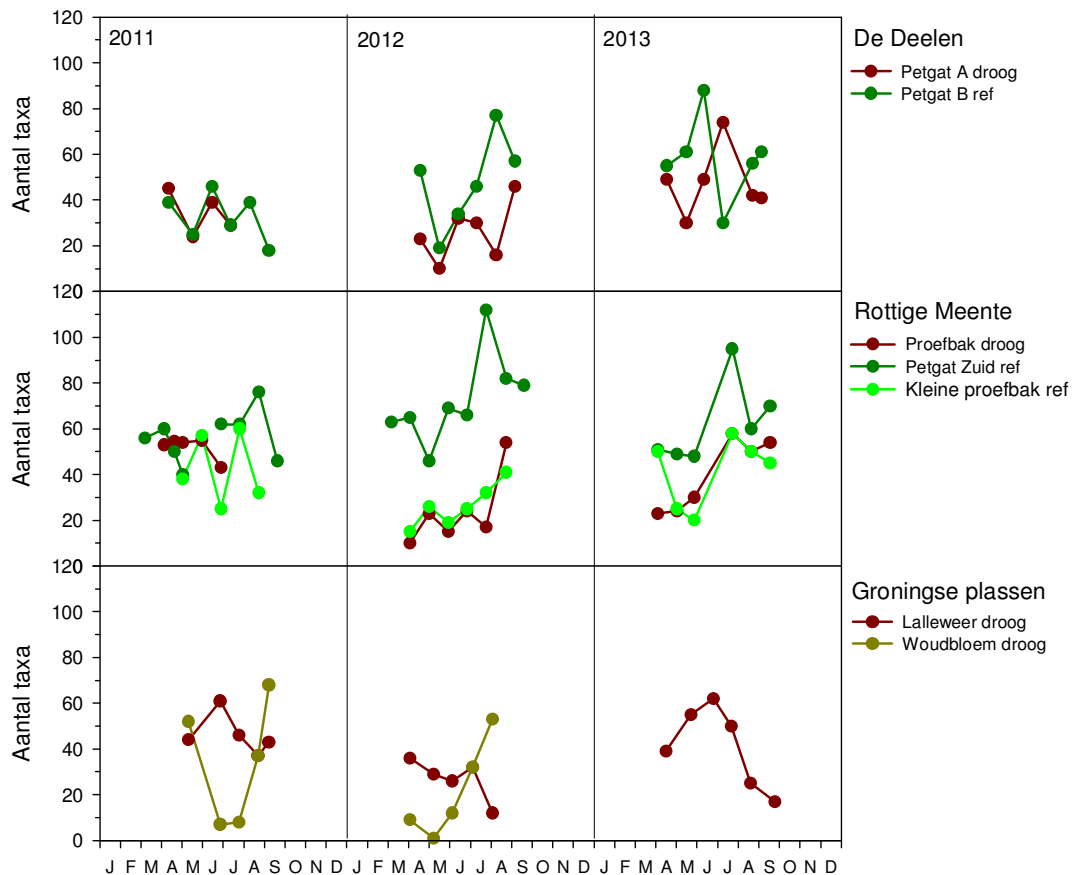 120
100
80
60
40
20
Aantal taxa
2011
2012
2013
De Deelen
Petgat A droog
Petgat B ref
0
120
100
80
60
40
20
Aantal taxa
Rottige Meente
Proefbak droog
Petgat Zuid ref
Kleine proefbak ref
0
120
100
80
60
40
20
0
Aantal taxa
Groningse plassen
Lalleweer droog
Woudbloem droog
J F M A M J J A S O N D J F M A M J J A S O N D J F M A M J J A S O N D